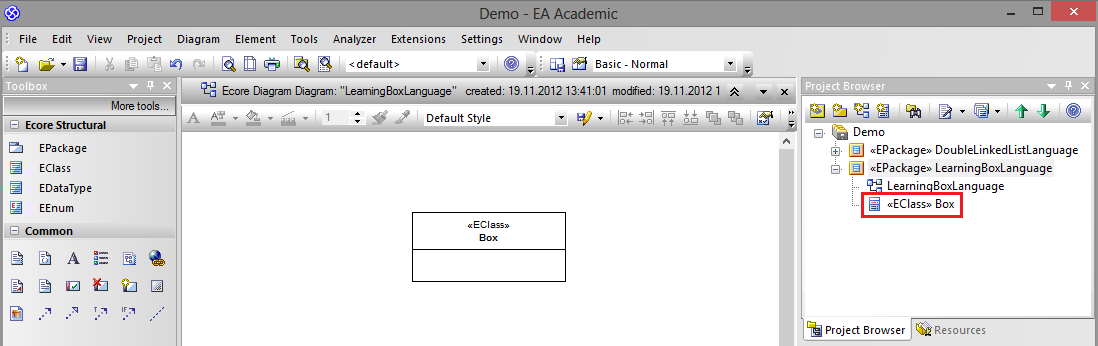 Demo - EA Academic
File Edit View Project Diagram Element Tools Analyzer Extensions Settings Window Help
<default> Basic - Normal
Toolbox
More tools...
Ecore Structural
EPackage
EClass
EDataType
EEnum
Common
Ecore Diagram Diagram: "LearningBoxLanguage" created: 19.11.2012 13:41:01 modified: 19.11.2012 1
A A 1 Default Style
«EClass»
Box
Project Browser
Demo
«EPackage» DoubleLinkedListLanguage
«EPackage» LearningBoxLanguage
LearningBoxLanguage
«EClass» Box
Project Browser Resources